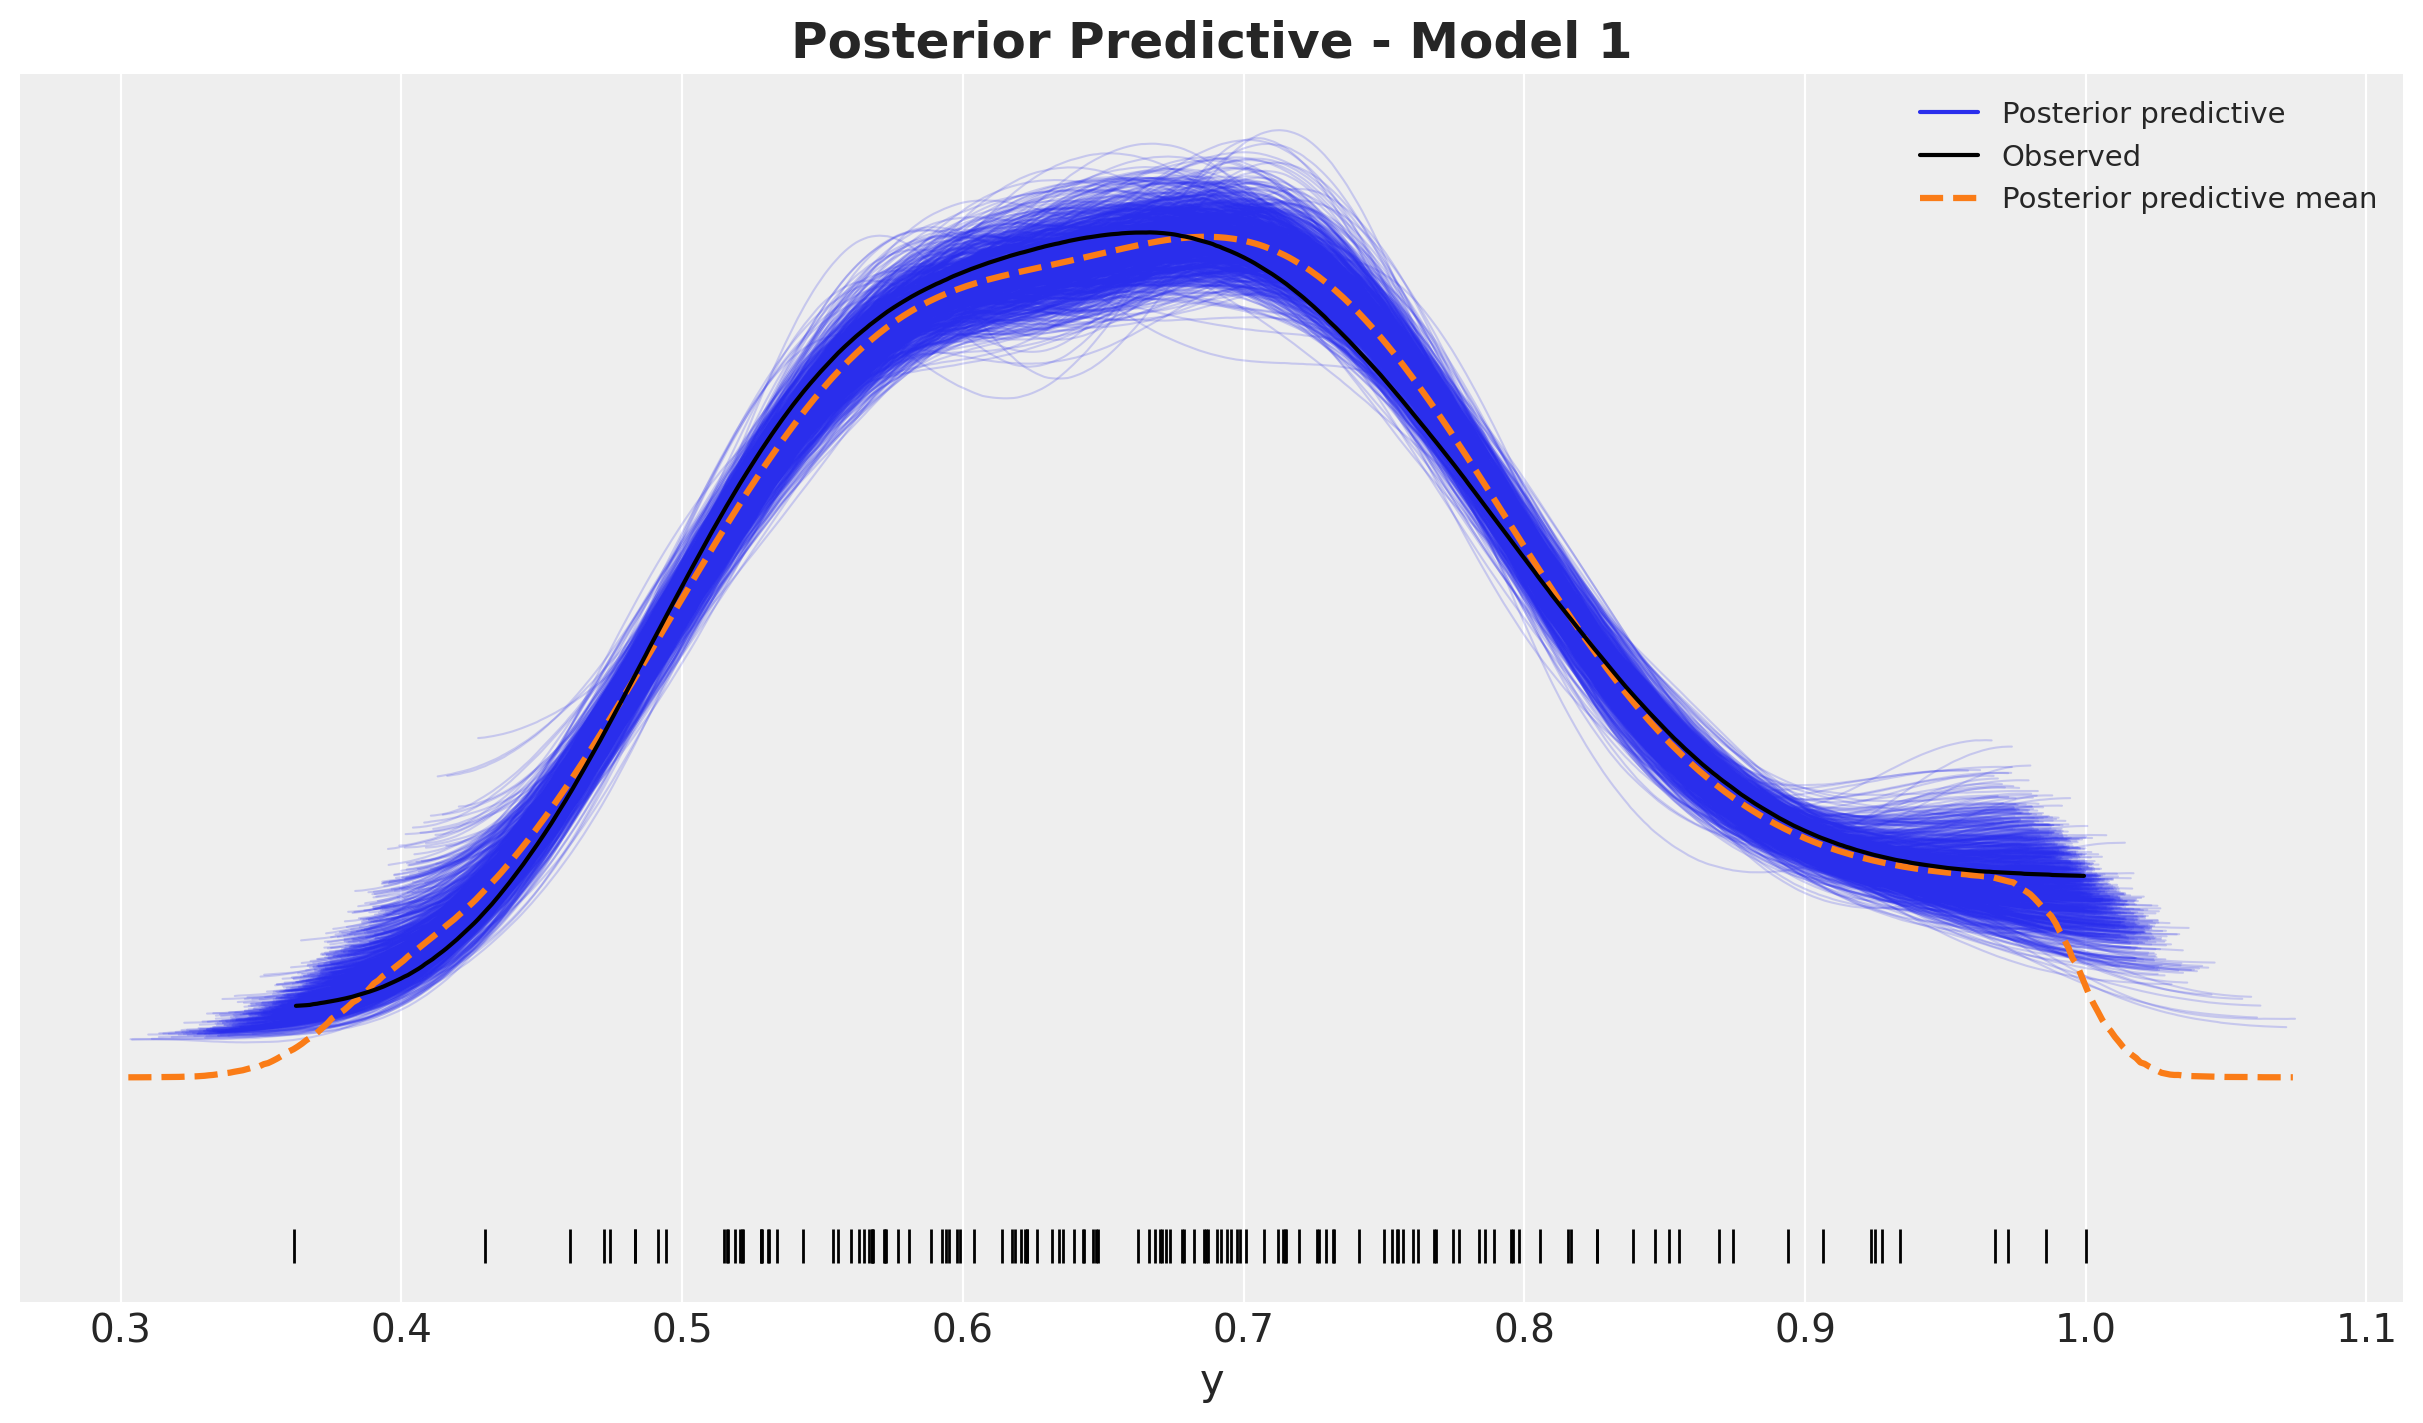 Posterior Predictive - Model 1
Posterior predictive
Observed
Posterior predictive mean
0.3 0.4 0.5 0.6 0.7 0.8 0.9 1.0 1.1
y